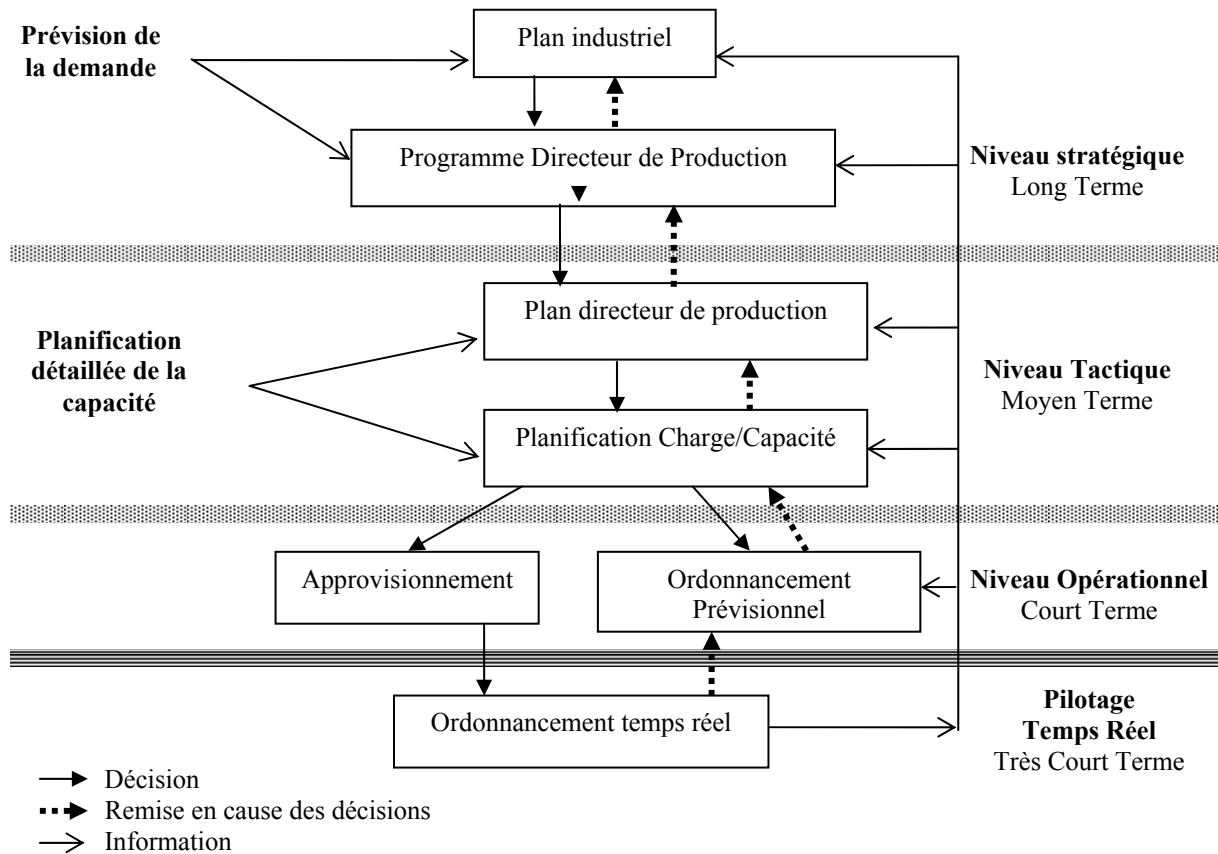 Prévision de
la demande
Plan industriel
Programme Directeur de Production
Niveau stratégique
Long Terme
Plan directeur de production
Planification
détaillée de la
capacité
Niveau Tactique
Moyen Terme
Planification Charge/Capacité
Approvisionnement
Ordonnancement
Prévisionnel
Niveau Opérationnel
Court Terme
Ordonnancement temps réel
Pilotage
Temps Réel
Très Court Terme
Décision
Remise en cause des décisions
Information